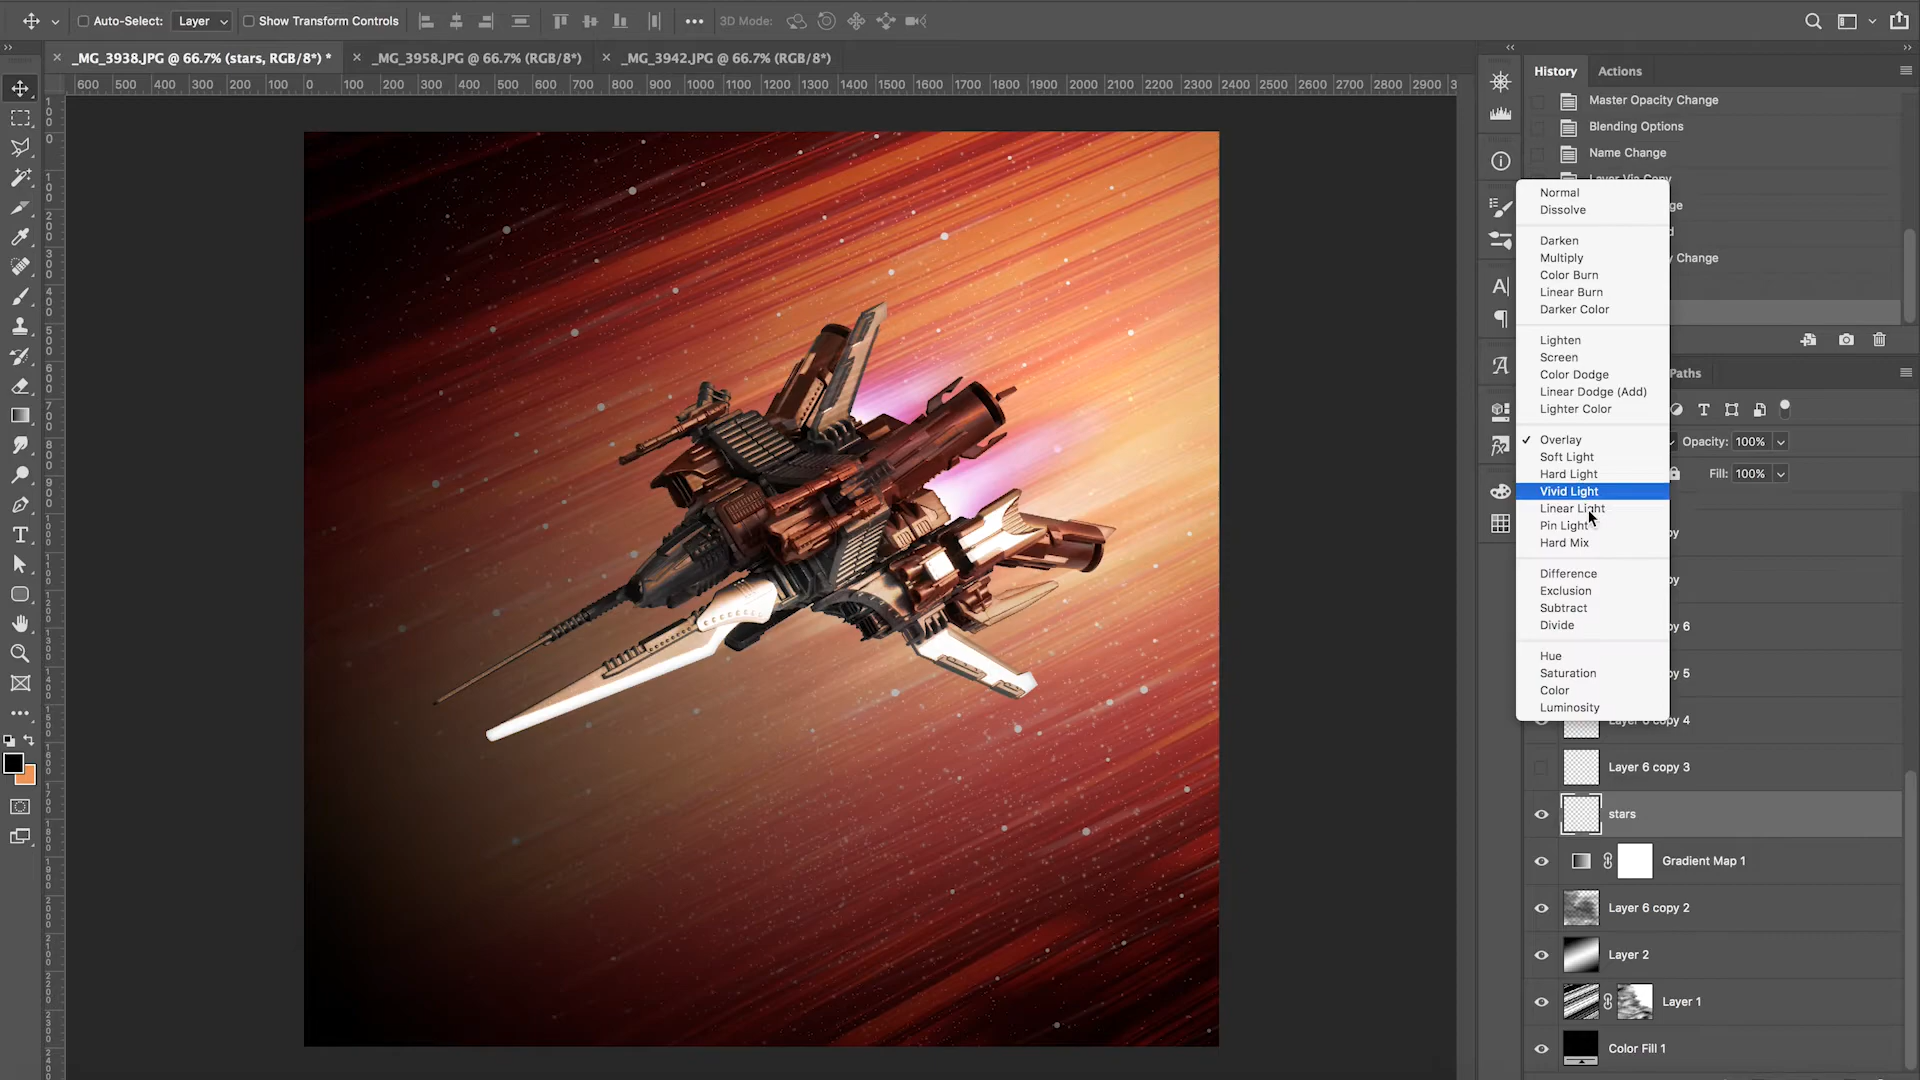 Auto-Select:
Layer
Show Transform Controls
3D Mode:
_MG_3938.JPG @ 66.7% (stars, RGB/8*) *
_MG_3958.JPG @ 66.7% (RGB/8*)
_MG_3942.JPG @ 66.7% (RGB/8*)
600 500 400 300 200 100 0 100 200 300 400 500 600 700 800 900 1000 1100 1200 1300 1400 1500 1600 1700 1800 1900 2000 2100 2200 2300 2400 2500 2600 2700 2800 2900 3
History
Actions
Master Opacity Change
Blending Options
Name Change
Layer Via Copy
ge
d
y Change
Normal
Dissolve
Darken
Multiply
Color Burn
Linear Burn
Darker Color
Lighten
Screen
Color Dodge
Linear Dodge (Add)
Lighter Color
Overlay
Soft Light
Hard Light
Vivid Light
Linear Light
Pin Light
Hard Mix
Difference
Exclusion
Subtract
Divide
Hue
Saturation
Color
Luminosity
Paths
Opacity: 100%
Fill: 100%
py
py
py 6
py 5
Layer 6 copy 4
Layer 6 copy 3
stars
Gradient Map 1
Layer 6 copy 2
Layer 2
Layer 1
Color Fill 1